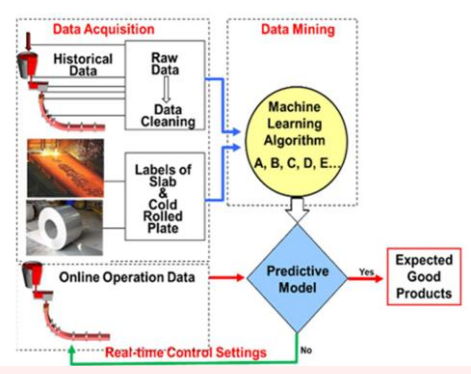 Data Acquisition
Data Mining
Historical
Data
Raw
Data
Data
Cleaning
Machine
Learning
Algorithm
A, B, C, D, E...
Labels of
Slab
&
Cold
Rolled
Plate
Online Operation Data
Predictive
Model
Yes
Expected
Good
Products
No
Real-time Control Settings